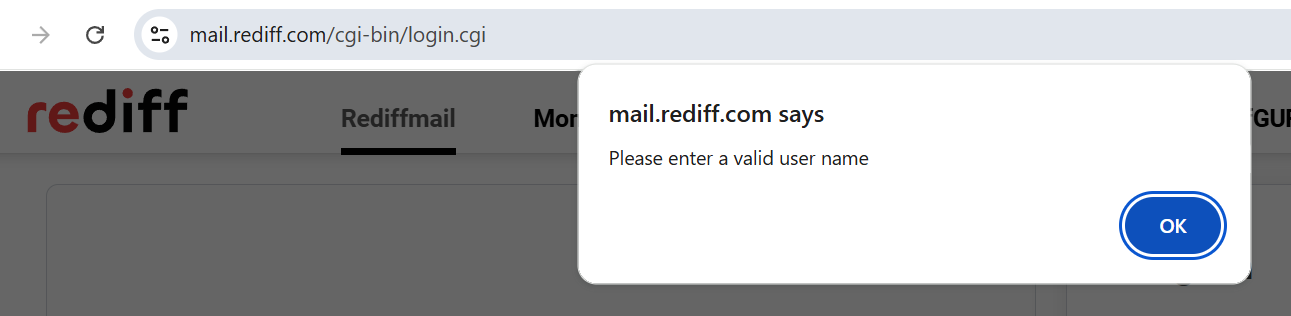 mail.rediff.com/cgi-bin/login.cgi
rediff
Rediffmail
mail.rediff.com says
Please enter a valid user name
OK